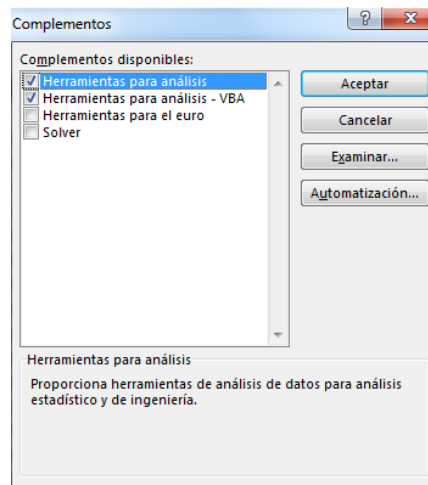 Complementos
Complementos disponibles:
Herramientas para análisis
Herramientas para análisis - VBA
Herramientas para el euro
Solver
Aceptar
Cancelar
Examinar...
Automatización...
Herramientas para análisis
Proporciona herramientas de análisis de datos para análisis
estadístico y de ingeniería.